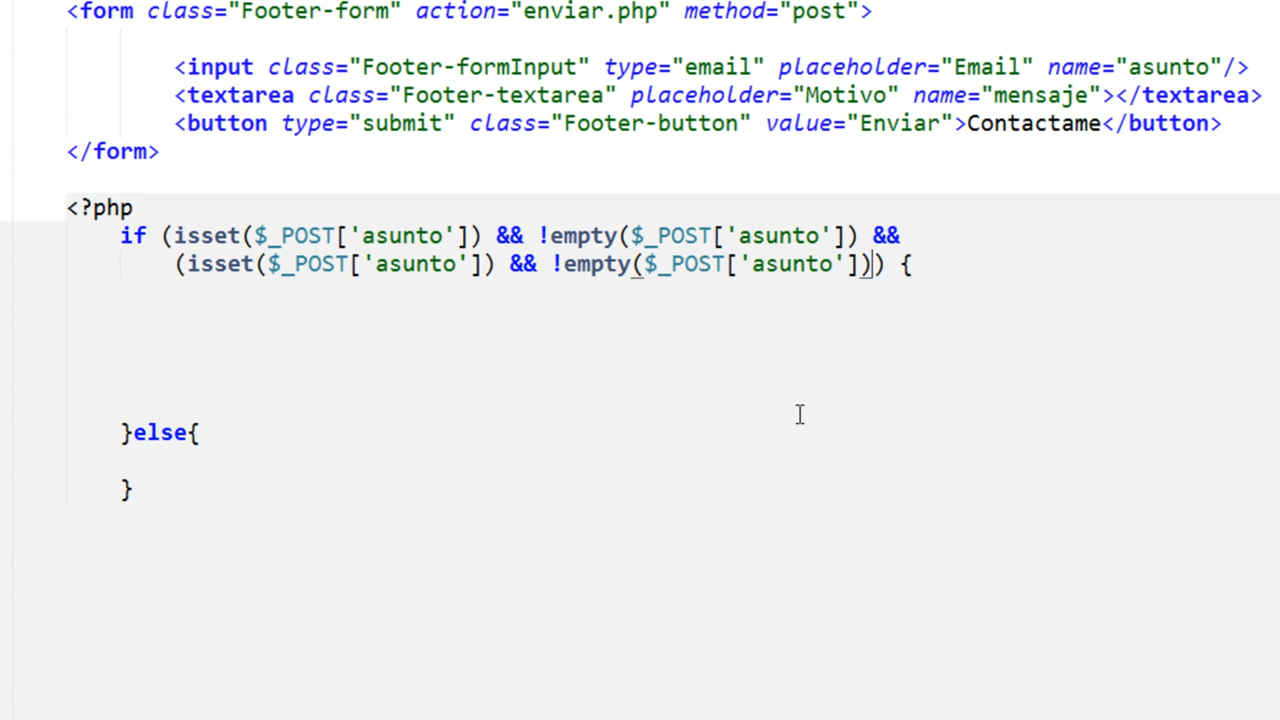 <form class="Footer-form" action="enviar.php" method="post">
<input class="Footer-formInput" type="email" placeholder="Email" name="asunto"/>
<textarea class="Footer-textarea" placeholder="Motivo" name="mensaje"></textarea>
<button type="submit" class="Footer-button" value="Enviar">Contactame</button>
</form>
<?php
if (isset($_POST['asunto']) && !empty($_POST['asunto']) &&
(isset($_POST['asunto']) && !empty($_POST['asunto'])) {
}else{
}